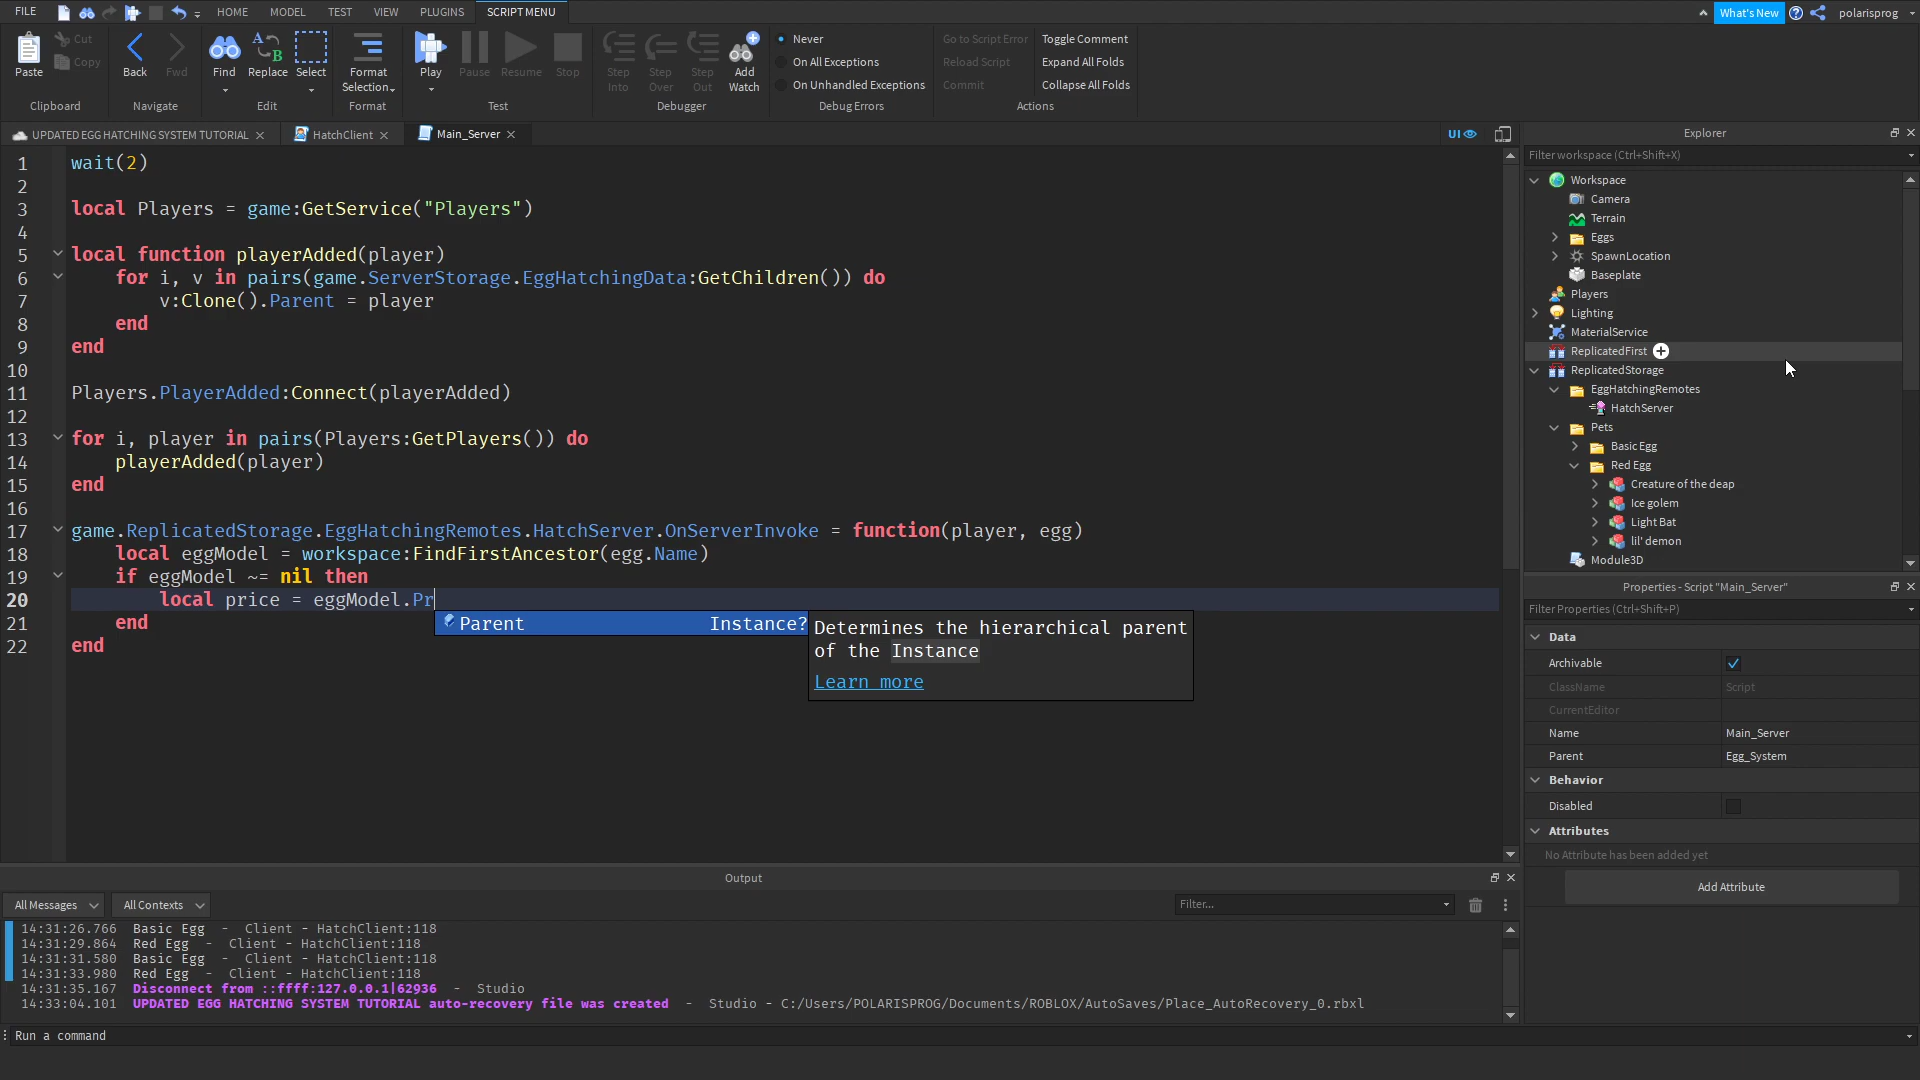 FILE HOME MODEL TEST VIEW PLUGINS SCRIPT MENU What's New polarisprog
Paste Cut Copy Back Fwd Find Replace Select Format Selection Play Pause Resume Stop Step Into Step Over Step Out Add Watch
Never Go to Script Error Toggle Comment
On All Exceptions Reload Script Expand All Folds
On Unhandled Exceptions Commit Collapse All Folds
Clipboard Navigate Edit Format Test Debugger Debug Errors Actions
UPDATED EGG HATCHING SYSTEM TUTORIAL HatchClient Main_Server UI
1 wait(2)
2
3 local Players = game:GetService("Players")
4
5 local function playerAdded(player)
6 for i, v in pairs(game.ServerStorage.EggHatchingData:GetChildren()) do
7 v:Clone().Parent = player
8 end
9 end
10
11 Players.PlayerAdded:Connect(playerAdded)
12
13 for i, player in pairs(Players:GetPlayers()) do
14 playerAdded(player)
15 end
16
17 game.ReplicatedStorage.EggHatchingRemotes.HatchServer.OnServerInvoke = function(player, egg)
18 local eggModel = workspace:FindFirstAncestor(egg.Name)
19 if eggModel ~= nil then
20 local price = eggModel.Pr
21 end
22 end
Parent Instance?
Determines the hierarchical parent
of the Instance
Learn more
Explorer
Filter workspace (Ctrl+Shift+X)
Workspace
Camera
Terrain
Eggs
SpawnLocation
Baseplate
Players
Lighting
MaterialService
ReplicatedFirst
ReplicatedStorage
EggHatchingRemotes
HatchServer
Pets
Basic Egg
Red Egg
Creature of the deap
Ice golem
Light Bat
lil' demon
Module3D
Properties - Script "Main_Server"
Filter Properties (Ctrl+Shift+P)
Data
Archivable
ClassName Script
CurrentEditor
Name Main_Server
Parent Egg_System
Behavior
Disabled
Attributes
No Attribute has been added yet
Add Attribute
Output
All Messages All Contexts Filter...
14:31:26.766 Basic Egg - Client - HatchClient:118
14:31:29.864 Red Egg - Client - HatchClient:118
14:31:31.580 Basic Egg - Client - HatchClient:118
14:31:33.980 Red Egg - Client - HatchClient:118
14:31:35.167 Disconnect from ::ffff:127.0.0.1|62936 - Studio
14:33:04.101 UPDATED EGG HATCHING SYSTEM TUTORIAL auto-recovery file was created - Studio - C:/Users/POLARISPROG/Documents/ROBLOX/AutoSaves/Place_AutoRecovery_0.rbxl
Run a command